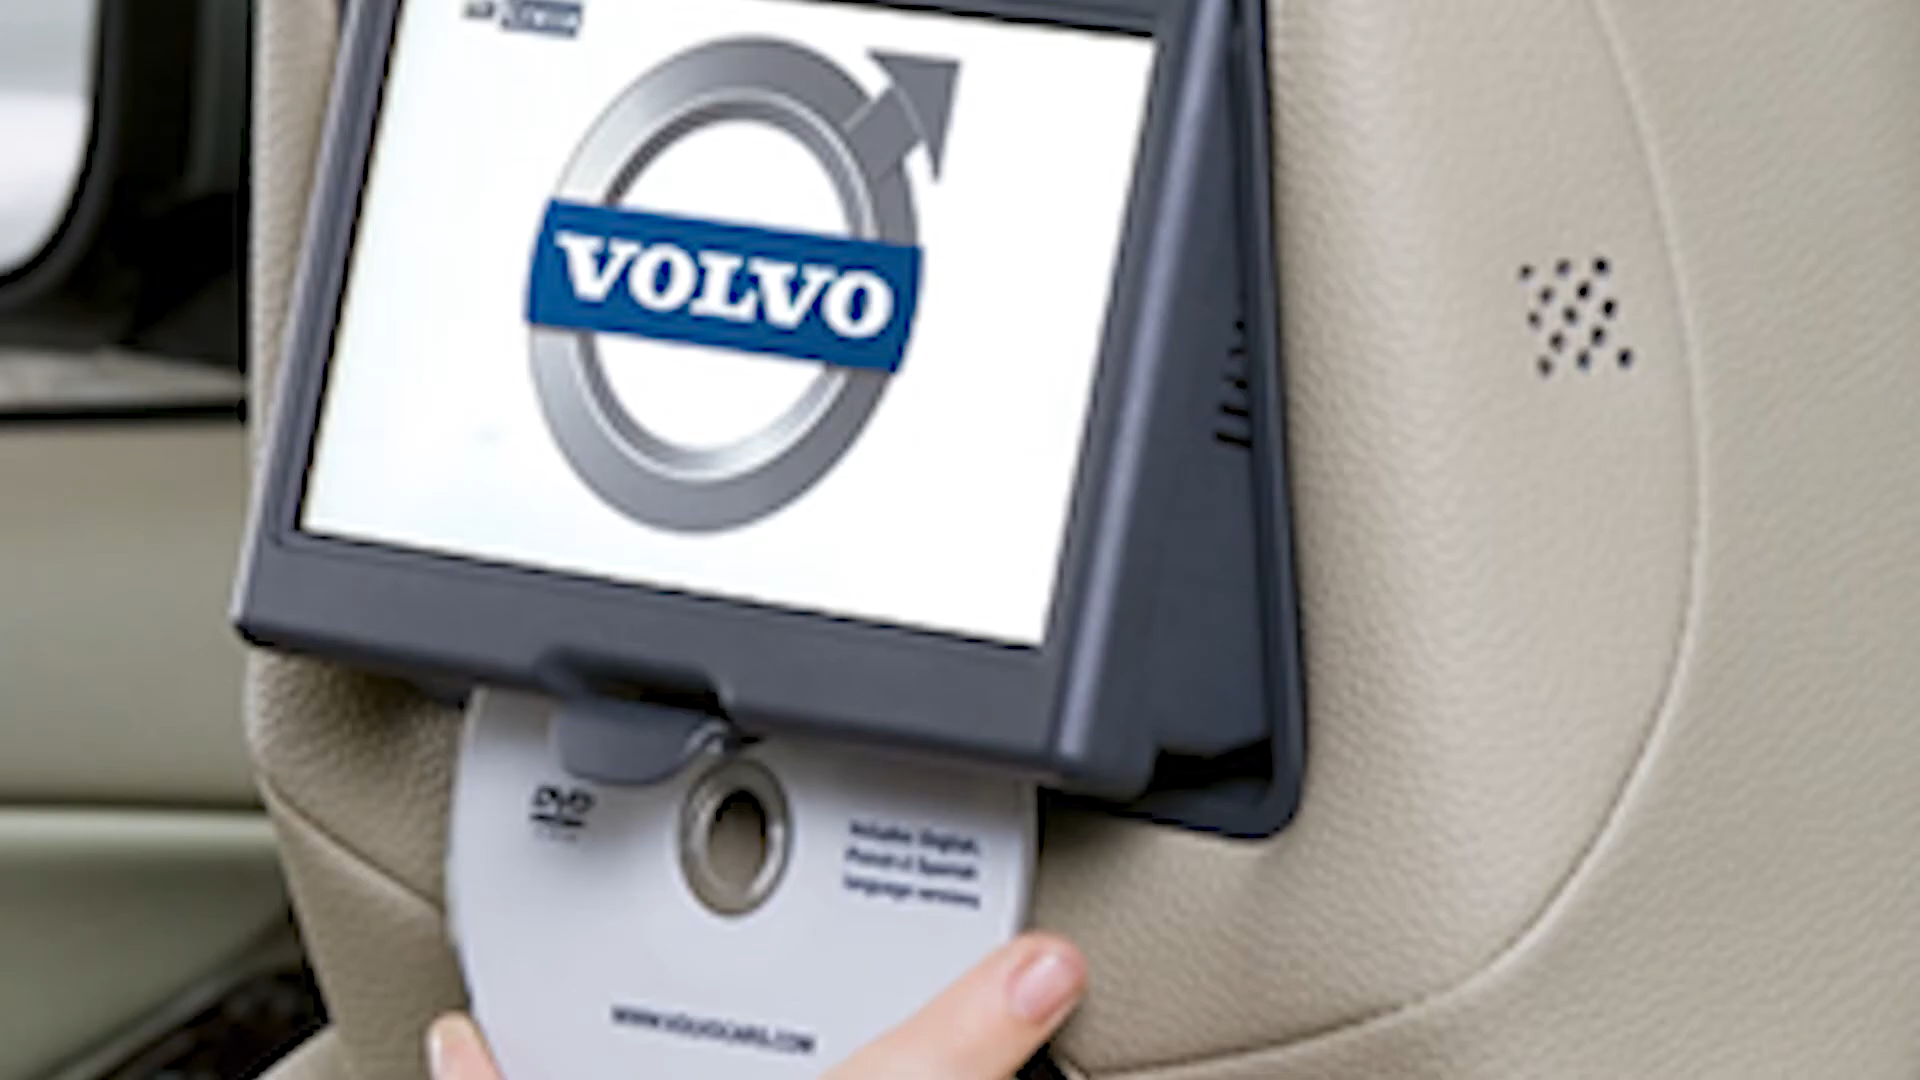 VOLVO
DVD
Includes English,
French & Spanish
language versions
WWW.VOLVOCARS.COM